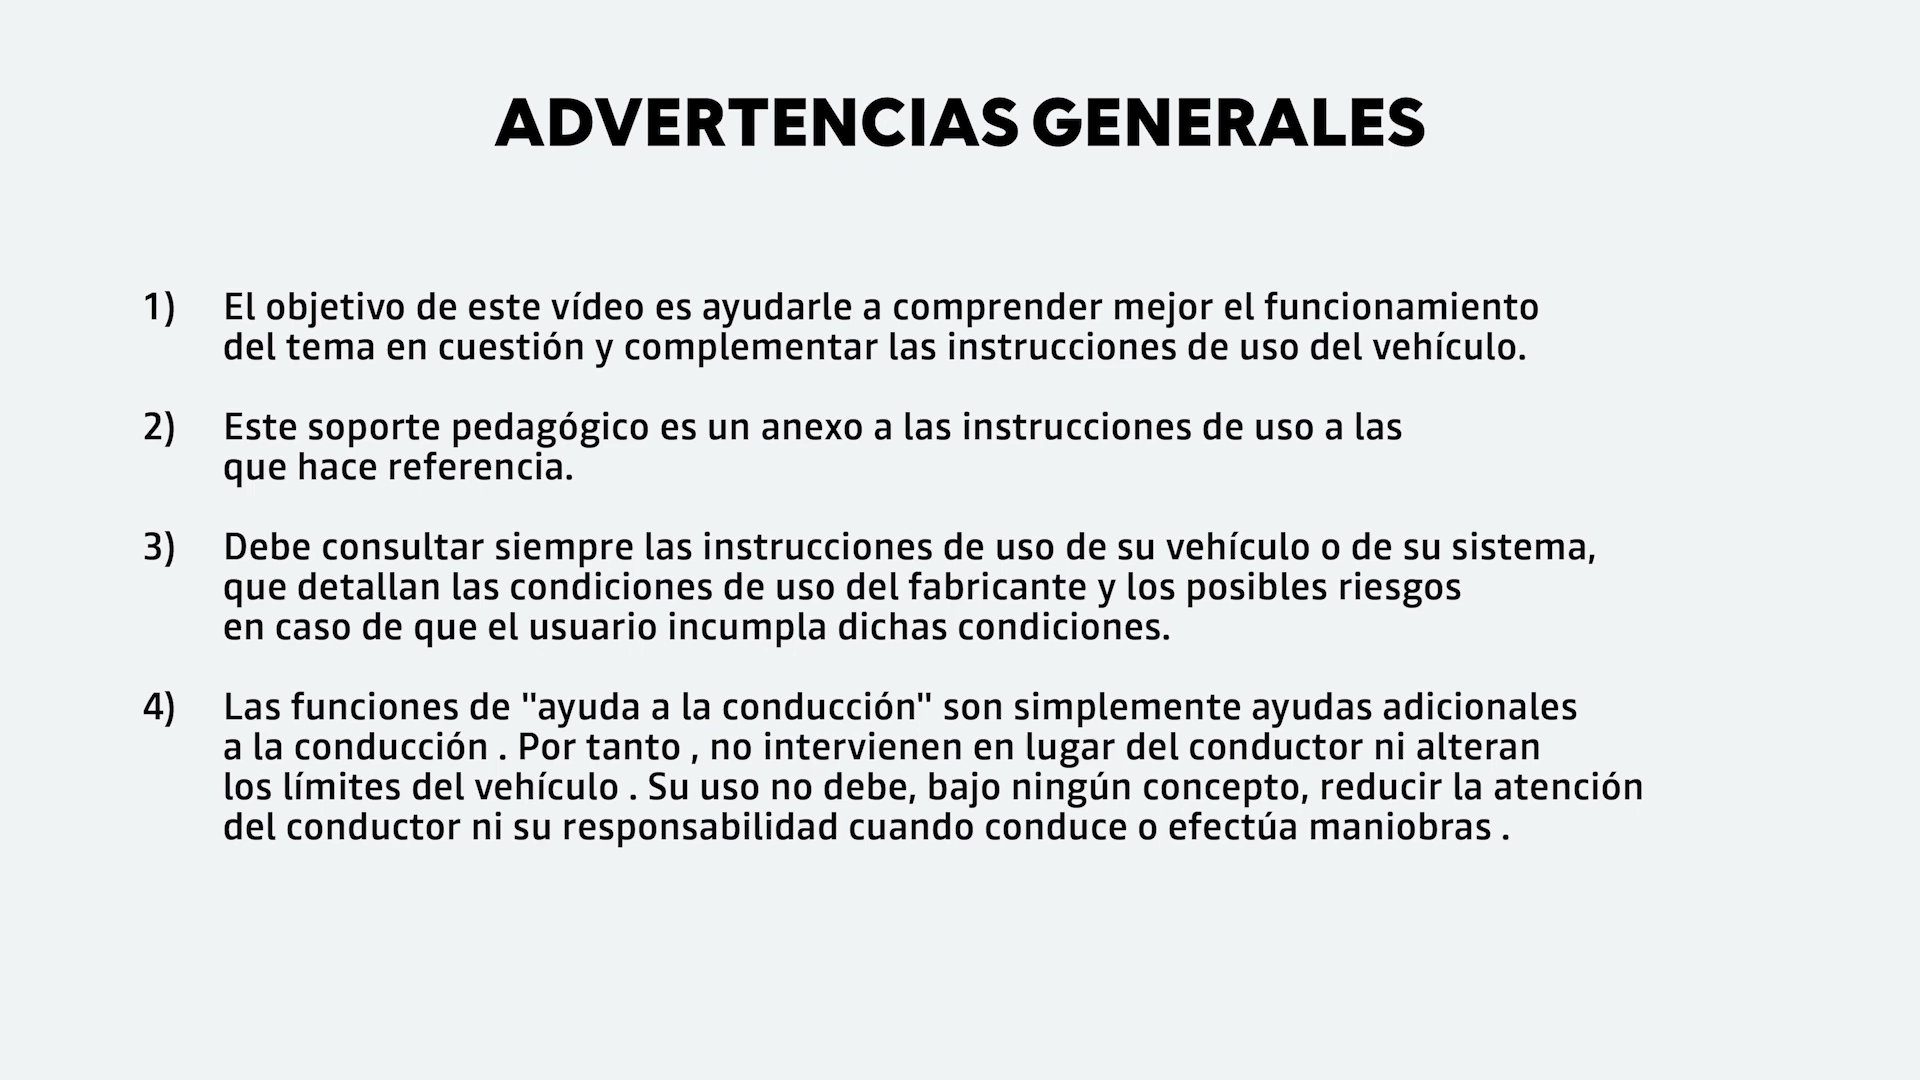 ADVERTENCIAS GENERALES
1) El objetivo de este vídeo es ayudarle a comprender mejor el funcionamiento
del tema en cuestión y complementar las instrucciones de uso del vehículo.
2) Este soporte pedagógico es un anexo a las instrucciones de uso a las
que hace referencia.
3) Debe consultar siempre las instrucciones de uso de su vehículo o de su sistema,
que detallan las condiciones de uso del fabricante y los posibles riesgos
en caso de que el usuario incumpla dichas condiciones.
4) Las funciones de "ayuda a la conducción" son simplemente ayudas adicionales
a la conducción . Por tanto , no intervienen en lugar del conductor ni alteran
los límites del vehículo . Su uso no debe, bajo ningún concepto, reducir la atención
del conductor ni su responsabilidad cuando conduce o efectúa maniobras .